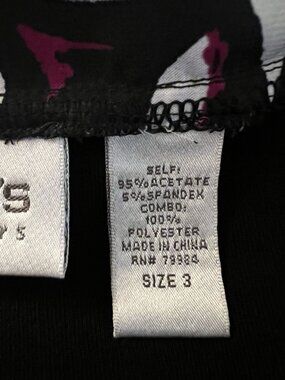 'S
SELF:
95% ACETATE
5% SPANDEX
COMBO:
100%
POLYESTER
MADE IN CHINA
RN# 79984
SIZE 3